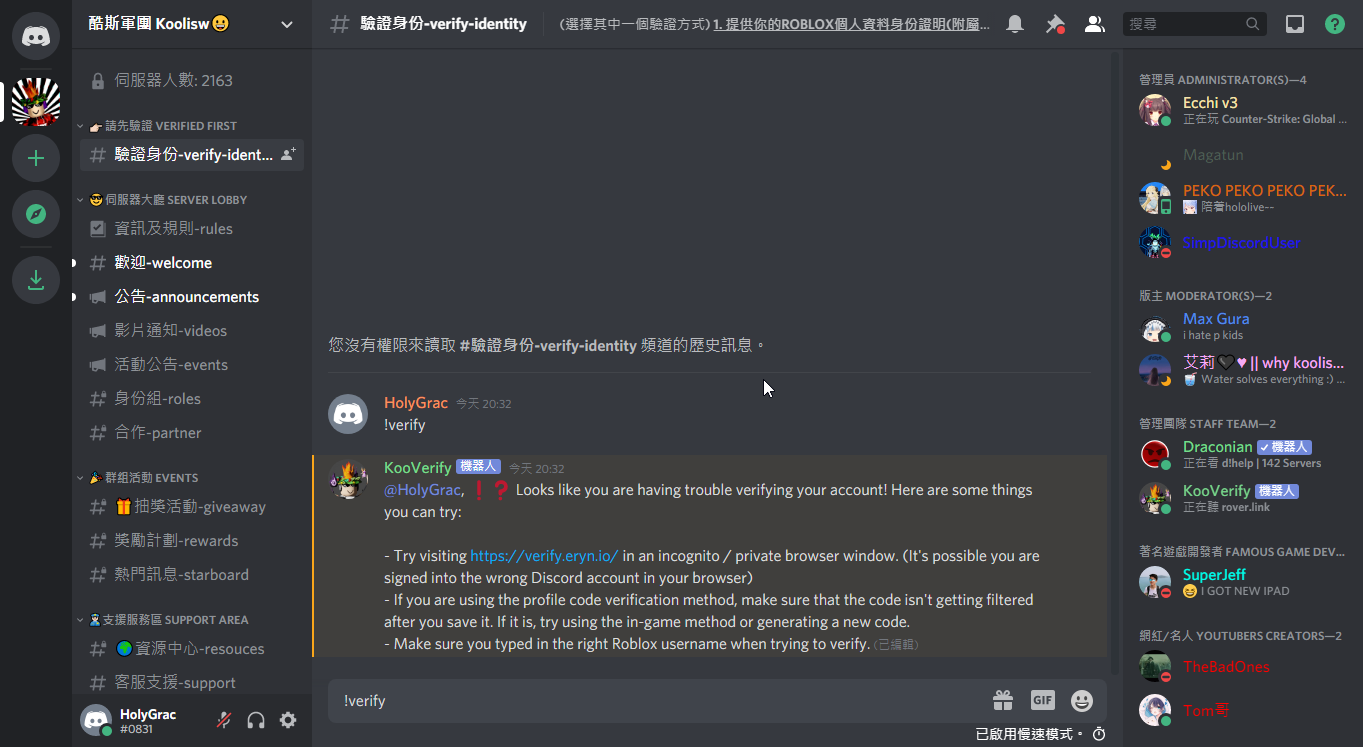 酷斯軍團 Koolisw😀
伺服器人數: 2163
👉🏻請先驗證 VERIFIED FIRST
驗證身份-verify-ident...
😎伺服器大廳 SERVER LOBBY
資訊及規則-rules
歡迎-welcome
公告-announcements
影片通知-videos
活動公告-events
身份組-roles
合作-partner
🎉群組活動 EVENTS
🎁抽獎活動-giveaway
獎勵計劃-rewards
熱門訊息-starboard
支援服務區 SUPPORT AREA
🌍資源中心-resouces
客服支援-support
HolyGrac
#0831
驗證身份-verify-identity
(選擇其中一個驗證方式) 1. 提供你的ROBLOX個人資料身份證明(附屬...
搜尋
您沒有權限來讀取 #驗證身份-verify-identity 頻道的歷史訊息。
HolyGrac 今天 20:32
!verify
KooVerify 機器人 今天 20:32
@HolyGrac, ❗❓ Looks like you are having trouble verifying your account! Here are some things
you can try:
- Try visiting https://verify.eryn.io/ in an incognito / private browser window. (It's possible you are
signed into the wrong Discord account in your browser)
- If you are using the profile code verification method, make sure that the code isn't getting filtered
after you save it. If it is, try using the in-game method or generating a new code.
- Make sure you typed in the right Roblox username when trying to verify. (已編輯)
!verify
GIF
已啟用慢速模式。
管理員 ADMINISTRATOR(S)—4
Ecchi v3
正在玩 Counter-Strike: Global ...
Magatun
PEKO PEKO PEKO PEK...
陪着hololive~~
SimpDiscordUser
版主 MODERATOR(S)—2
Max Gura
i hate p kids
艾莉🖤♥ || why koolis...
🥤 Water solves everything :) ...
管理團隊 STAFF TEAM—2
Draconian ✓機器人
正在看 dlhelp | 142 Servers
KooVerify 機器人
正在聽 rover.link
著名遊戲開發者 FAMOUS GAME DEV...
SuperJeff
😆 I GOT NEW IPAD
網紅/名人 YOUTUBERS CREATORS—2
TheBadOnes
Tom哥